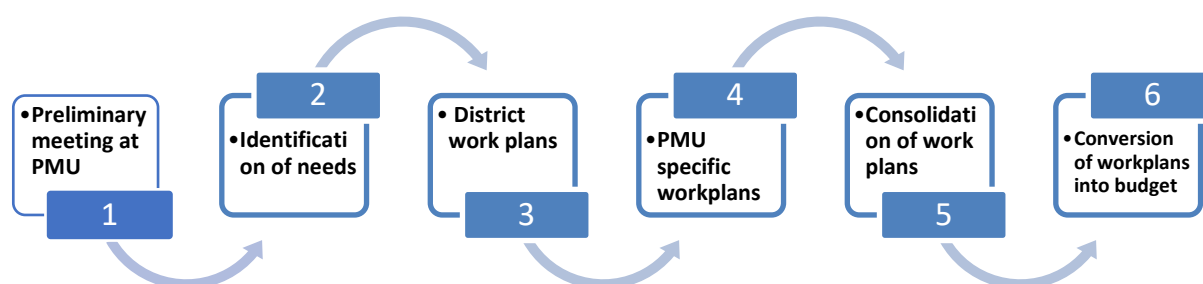 •Preliminary
meeting at
PMU
1
2
•Identificati
on of needs
• District
work plans
3
4
•PMU
specific
workplans
•Consolidati
on of work
plans
5
6
•Conversion
of workplans
into budget